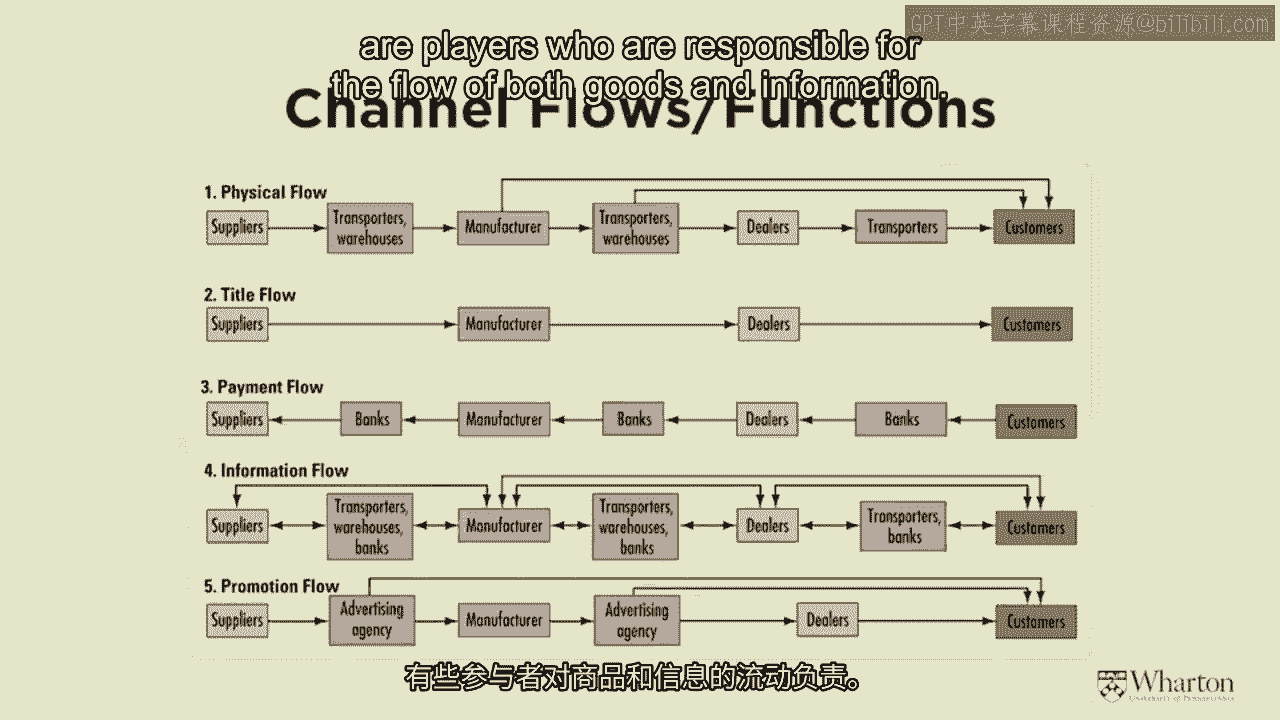 GPT中英字幕课程资源@bilibili.com
are players who are responsible for
the flow of both goods and information.
Channel Flows/Functions
1. Physical Flow
Suppliers
Transporters,
warehouses
Manufacturer
Transporters,
warehouses
Dealers
Transporters
Customers
2. Title Flow
Suppliers
Manufacturer
Dealers
Customers
3. Payment Flow
Suppliers
Banks
Manufacturer
Banks
Dealers
Banks
Customers
4. Information Flow
Suppliers
Transporters,
warehouses,
banks
Manufacturer
Transporters,
warehouses,
banks
Dealers
Transporters,
banks
Customers
5. Promotion Flow
Suppliers
Advertising
agency
Manufacturer
Advertising
agency
Dealers
Customers
有些参与者对商品和信息的流动负责。
Wharton